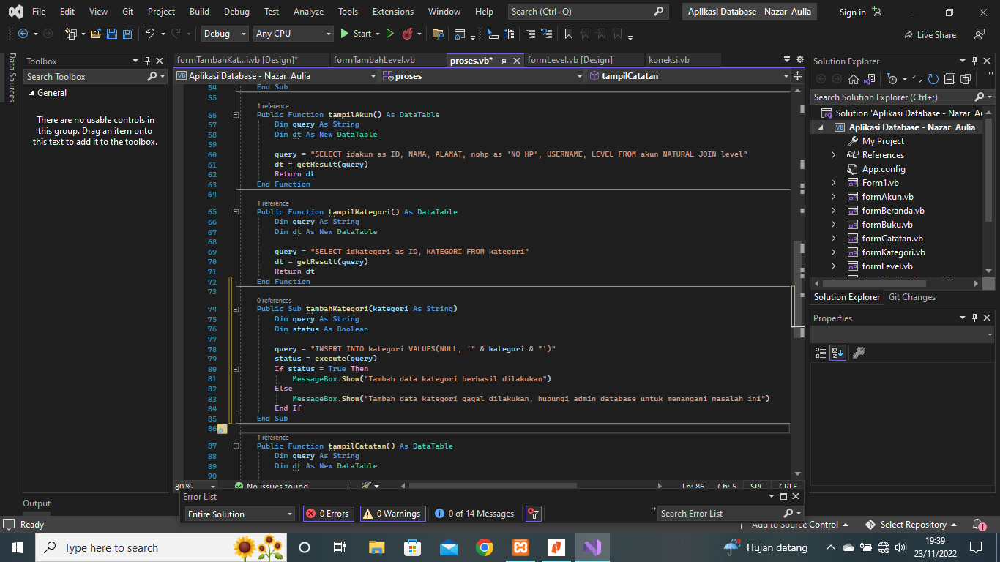 File Edit View Git Project Build Debug Test Analyze Tools Extensions Window Help Search (Ctrl+Q) Aplikasi Database - Nazar Aulia Sign in
Debug Any CPU Start Live Share
Data Sources
Toolbox
Search Toolbox
General
There are no usable controls in
this group. Drag an item onto
this text to add it to the toolbox.
formTambahKat...i.vb [Design]* formTambahLevel.vb proses.vb* formLevel.vb [Design] koneksi.vb
VB Aplikasi Database - Nazar Aulia proses tampilCatatan
54 End Sub
55
1 reference
56 Public Function tampilAkun() As DataTable
57 Dim query As String
58 Dim dt As New DataTable
59
60 query = "SELECT idakun as ID, NAMA, ALAMAT, nohp as 'NO HP', USERNAME, LEVEL FROM akun NATURAL JOIN level"
61 dt = getResult(query)
62 Return dt
63 End Function
64
1 reference
65 Public Function tampilKategori() As DataTable
66 Dim query As String
67 Dim dt As New DataTable
68
69 query = "SELECT idkategori as ID, KATEGORI FROM kategori"
70 dt = getResult(query)
71 Return dt
72 End Function
73
0 references
74 Public Sub tambahKategori(kategori As String)
75 Dim query As String
76 Dim status As Boolean
77
78 query = "INSERT INTO kategori VALUES(NULL, '" & kategori & "')"
79 status = execute(query)
80 If status = True Then
81 MessageBox.Show("Tambah data kategori berhasil dilakukan")
82 Else
83 MessageBox.Show("Tambah data kategori gagal dilakukan, hubungi admin database untuk menangani masalah ini")
84 End If
85 End Sub
86
1 reference
87 Public Function tampilCatatan() As DataTable
88 Dim query As String
89 Dim dt As New DataTable
90
80 % No issues found Ln: 86 Ch: 5 SPC CRLF
Solution Explorer
Search Solution Explorer (Ctrl+;)
Solution 'Aplikasi Database - Nazar Au
VB Aplikasi Database - Nazar Aulia
My Project
References
App.config
Form1.vb
formAkun.vb
formBeranda.vb
formBuku.vb
formCatatan.vb
formKategori.vb
formLevel.vb
Solution Explorer Git Changes
Properties
Output
Error List
Entire Solution 0 Errors 0 Warnings 0 of 14 Messages Search Error List
Ready Add to Source Control Select Repository 1
Type here to search Hujan datang 19:39
23/11/2022